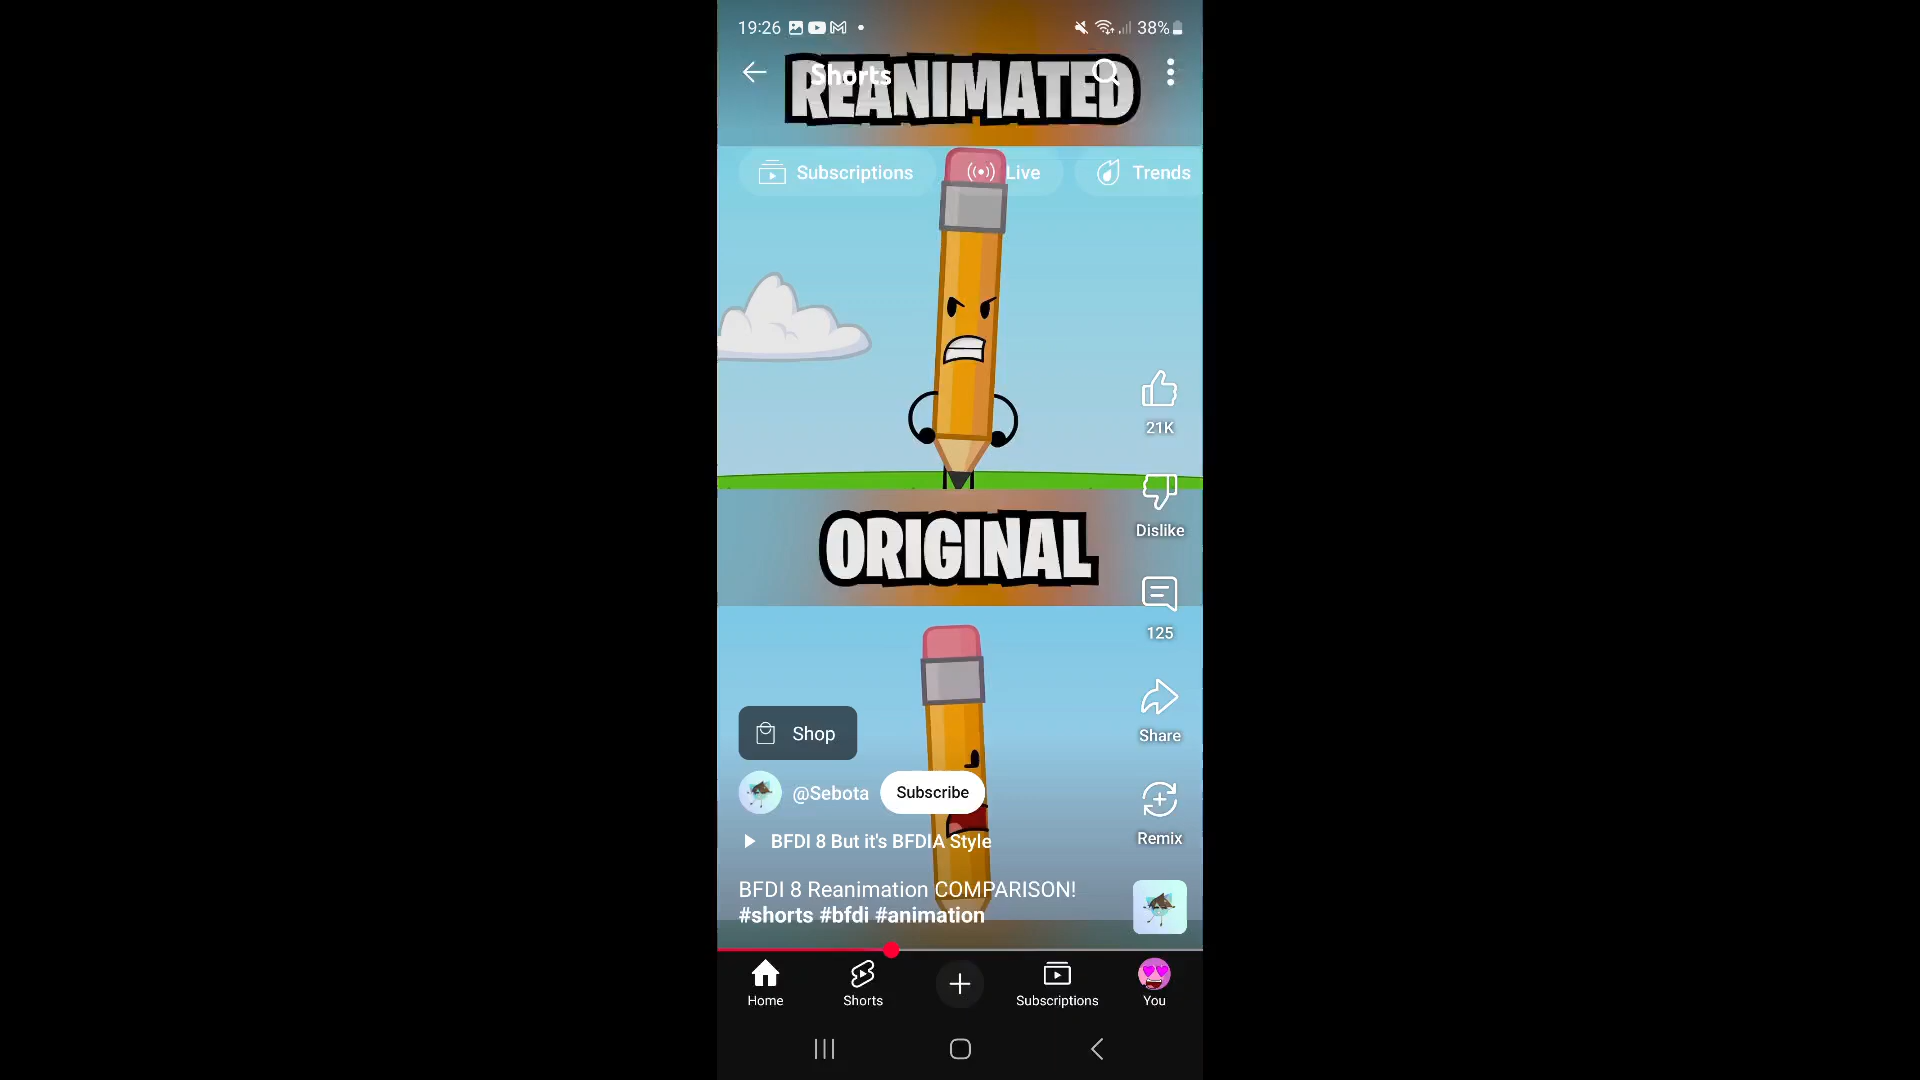 19:26
38%
Shorts
REANIMATED
Subscriptions
Live
Trends
21K
Dislike
ORIGINAL
125
Share
Shop
@Sebota
Subscribe
BFDI 8 But it's BFDIA Style
Remix
BFDI 8 Reanimation COMPARISON!
#shorts #bfdi #animation
Home
Shorts
Subscriptions
You